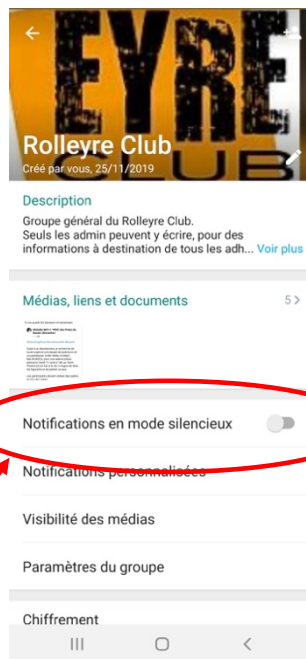 EYRE
CLUB
Rolleyre Club
Créé par vous, 25/11/2019
Description
Groupe général du Rolleyre Club.
Seuls les admin peuvent y écrire, pour des
informations à destination de tous les adh... Voir plus
Médias, liens et documents 5 >
Notifications en mode silencieux
Notifications personnalisées
Visibilité des médias
Paramètres du groupe
Chiffrement